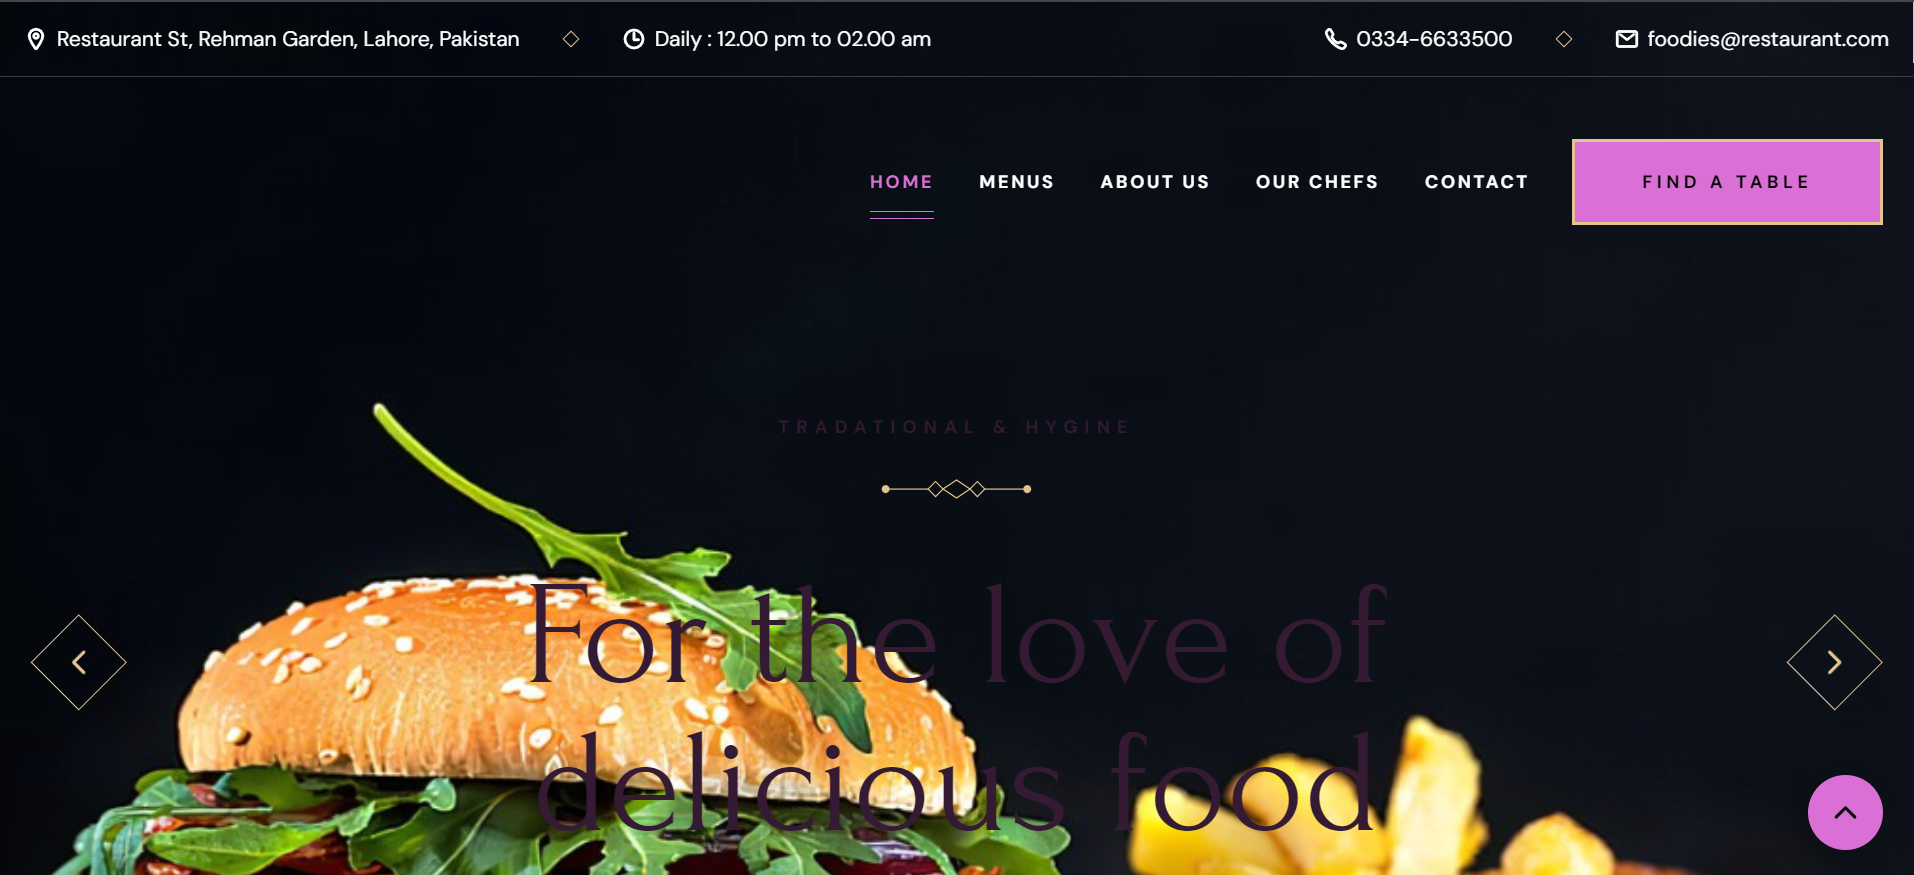 Restaurant St, Rehman Garden, Lahore, Pakistan
Daily : 12.00 pm to 02.00 am
0334-6633500
foodies@restaurant.com
HOME
MENUS
ABOUT US
OUR CHEFS
CONTACT
FIND A TABLE
TRADATIONAL & HYGINE
For the love of
delicious food